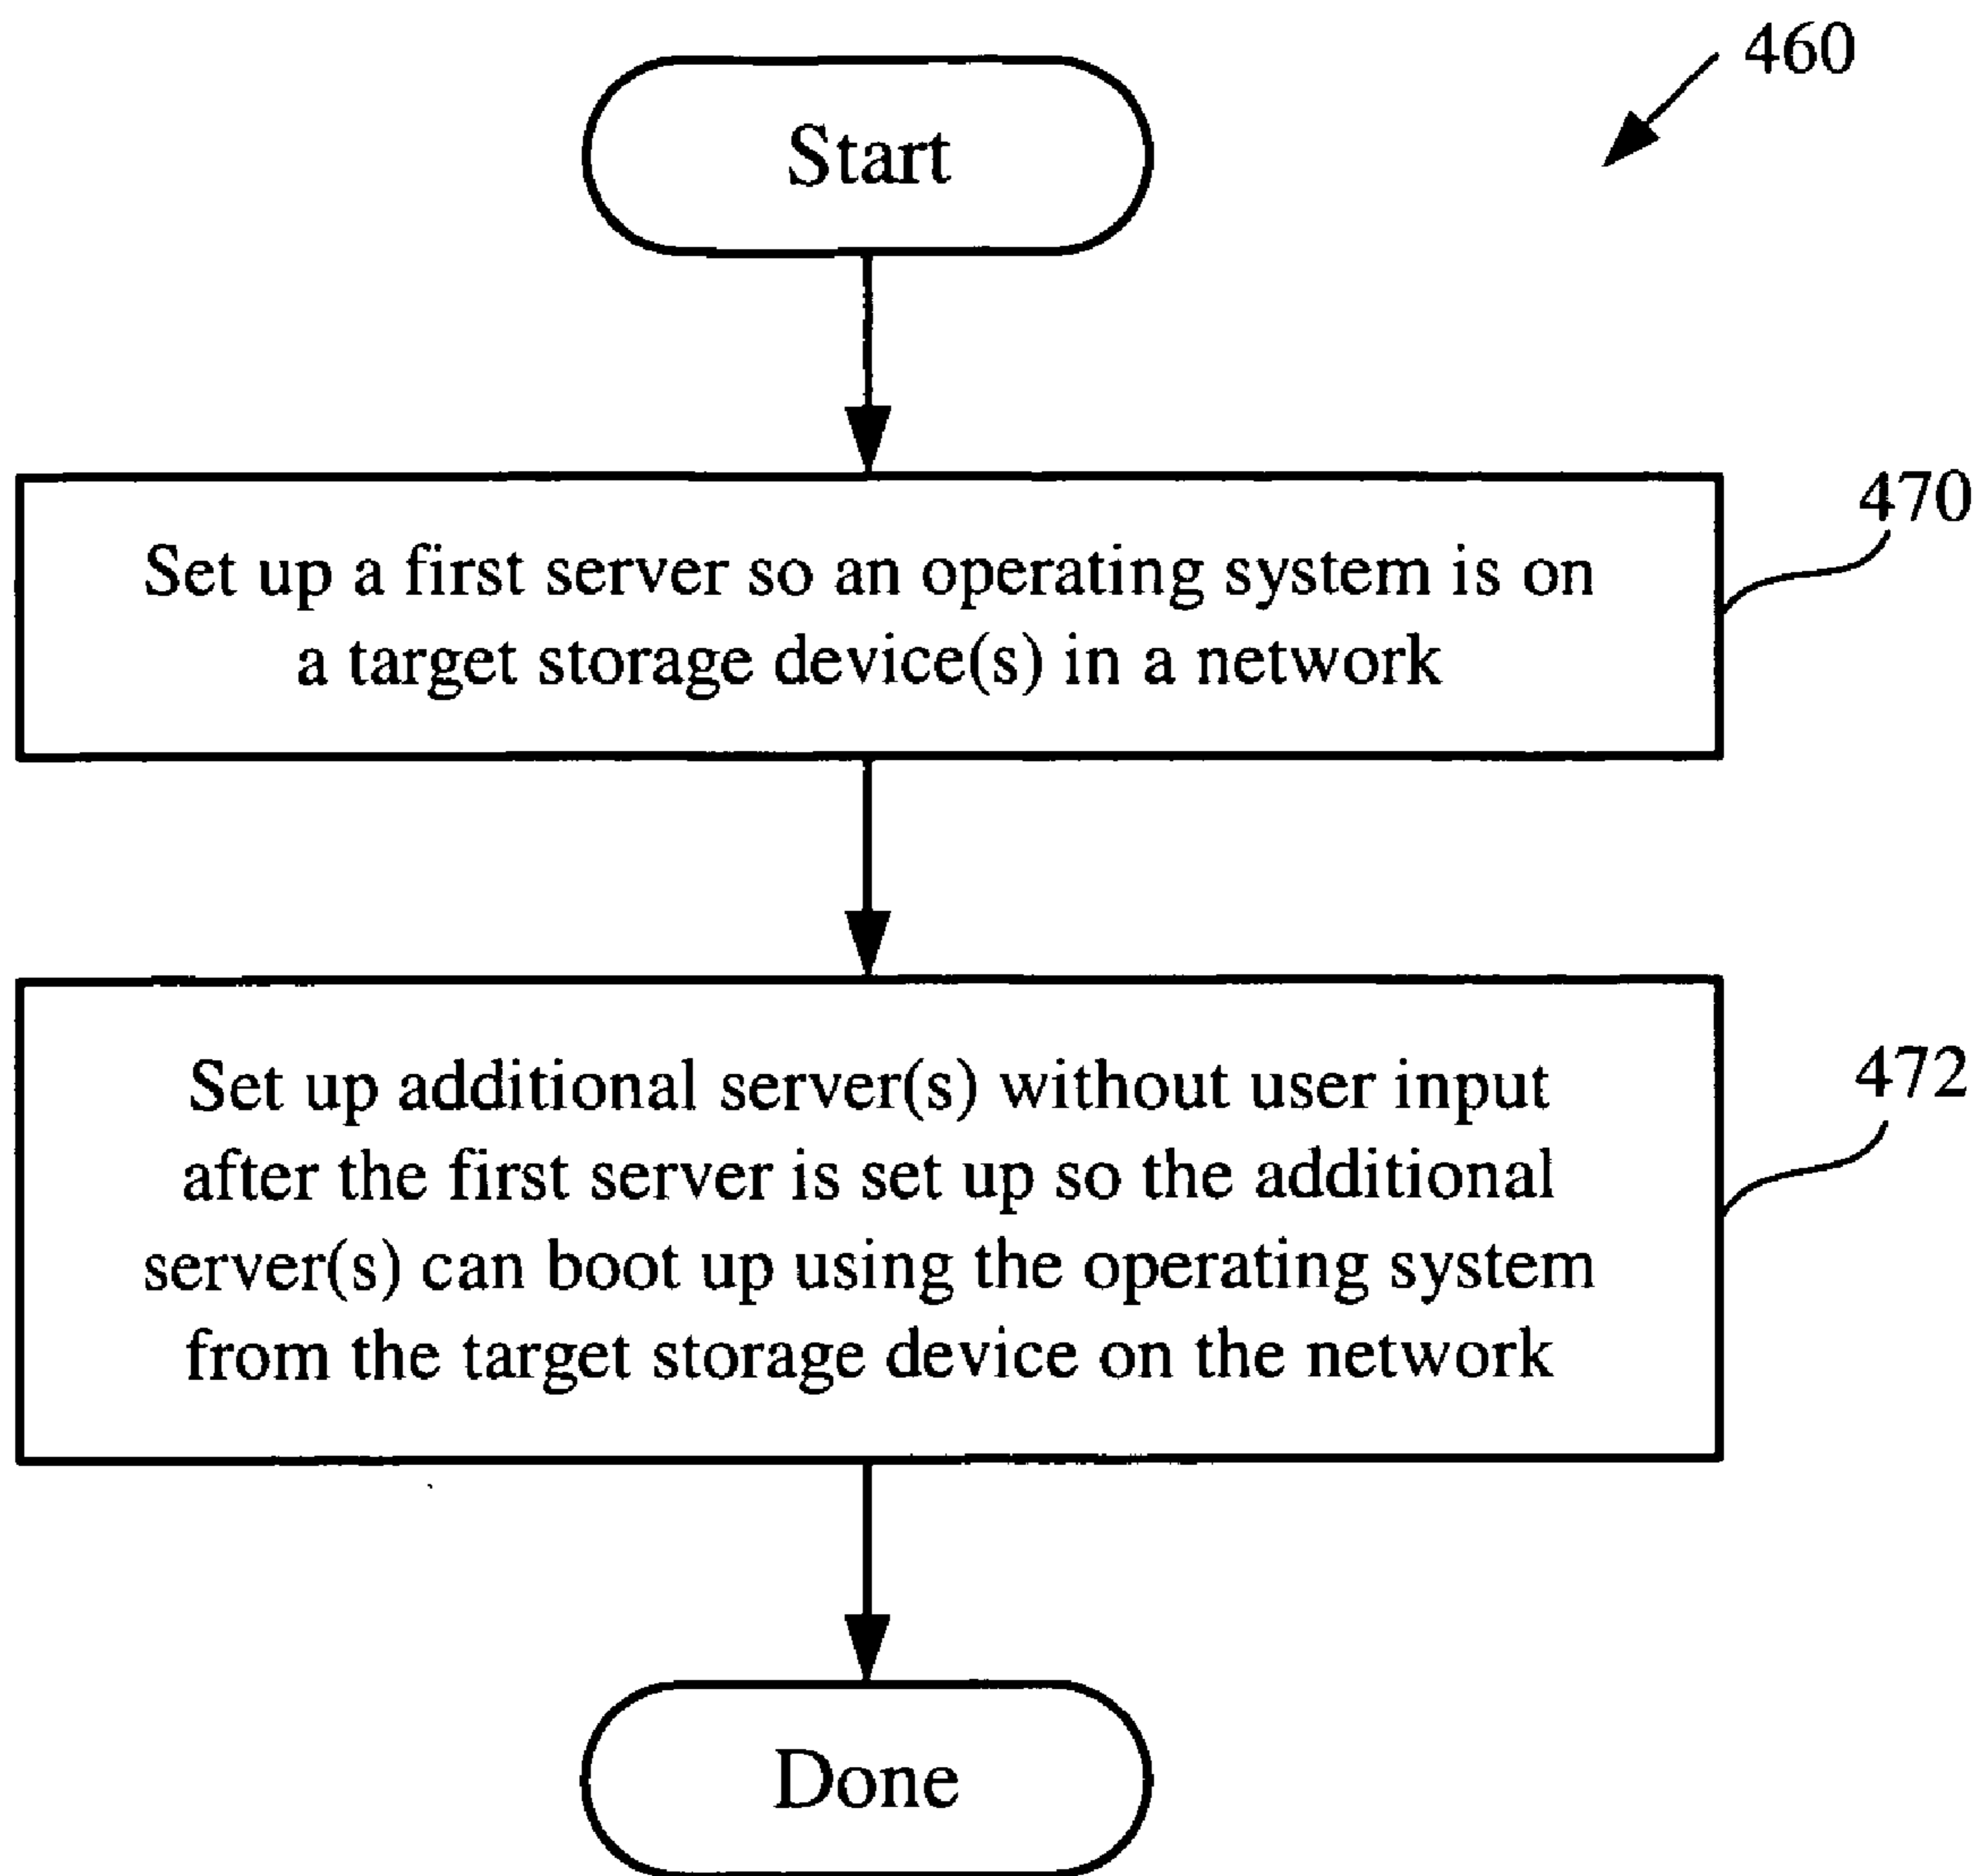 460
Start
470
Set up a first server so an operating system is on
a target storage device(s) in a network
472
Set up additional server(s) without user input
after the first server is set up so the additional
server(s) can boot up using the operating system
from the target storage device on the network
Done